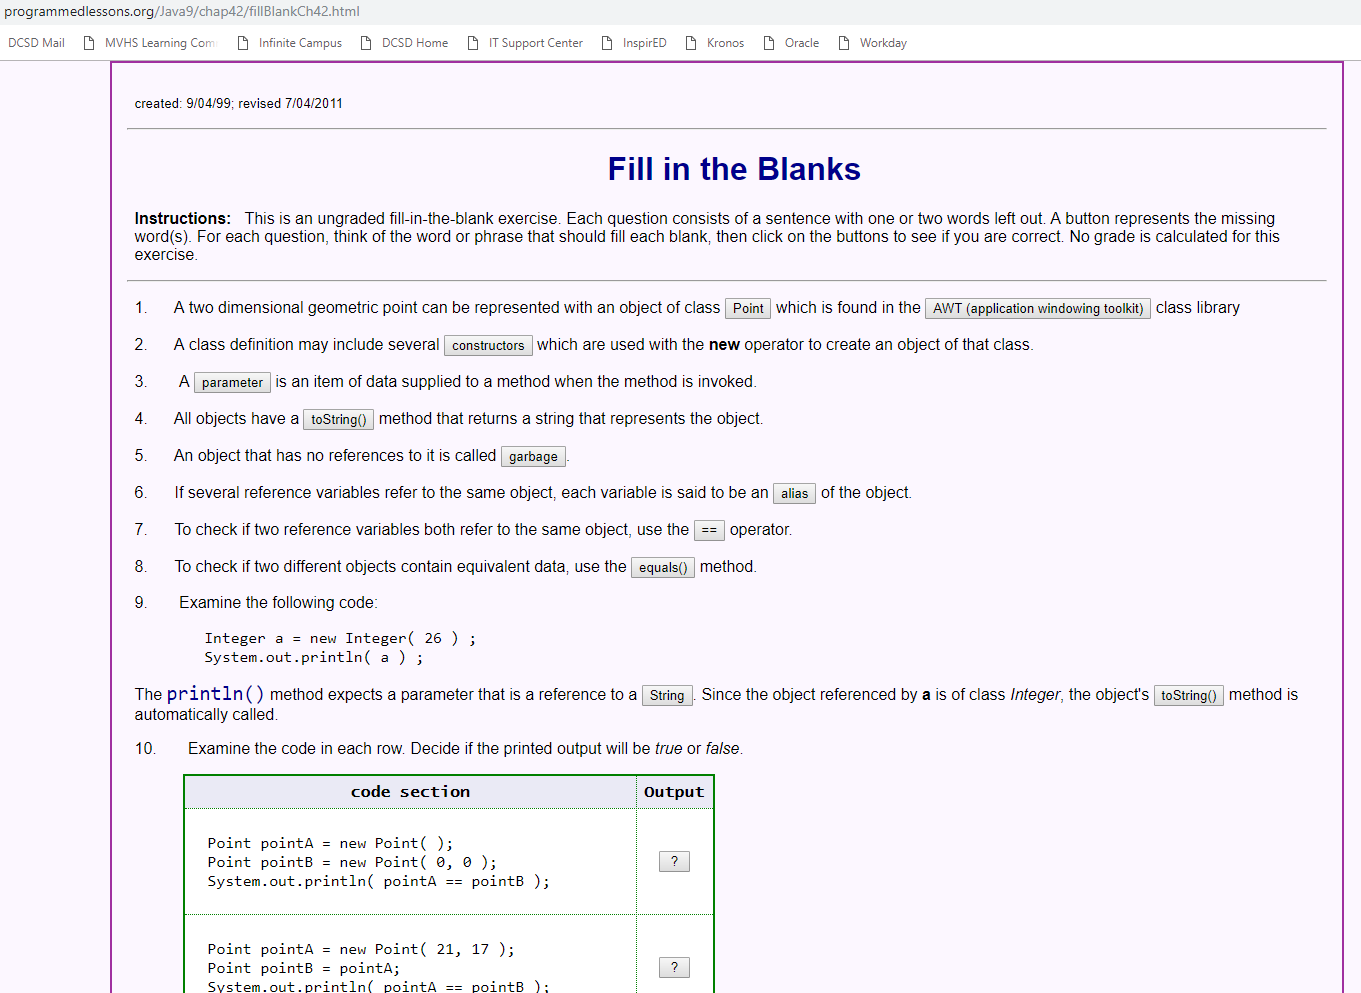 programmedlessons.org/Java9/chap42/fillBlankCh42.html
DCSD Mail MVHS Learning Com Infinite Campus DCSD Home IT Support Center InspirED Kronos Oracle Workday
created: 9/04/99; revised 7/04/2011
Fill in the Blanks
Instructions: This is an ungraded fill-in-the-blank exercise. Each question consists of a sentence with one or two words left out. A button represents the missing
word(s). For each question, think of the word or phrase that should fill each blank, then click on the buttons to see if you are correct. No grade is calculated for this
exercise.
1. A two dimensional geometric point can be represented with an object of class Point which is found in the AWT (application windowing toolkit) class library
2. A class definition may include several constructors which are used with the new operator to create an object of that class.
3. A parameter is an item of data supplied to a method when the method is invoked.
4. All objects have a toString() method that returns a string that represents the object.
5. An object that has no references to it is called garbage.
6. If several reference variables refer to the same object, each variable is said to be an alias of the object.
7. To check if two reference variables both refer to the same object, use the == operator.
8. To check if two different objects contain equivalent data, use the equals() method.
9. Examine the following code:
Integer a = new Integer( 26 ) ;
System.out.println( a ) ;
The println() method expects a parameter that is a reference to a String. Since the object referenced by a is of class Integer, the object's toString() method is
automatically called.
10. Examine the code in each row. Decide if the printed output will be true or false.
code section Output
Point pointA = new Point( );
Point pointB = new Point( 0, 0 ); ?
System.out.println( pointA == pointB );
Point pointA = new Point( 21, 17 );
Point pointB = pointA; ?
System.out.println( pointA == pointB );